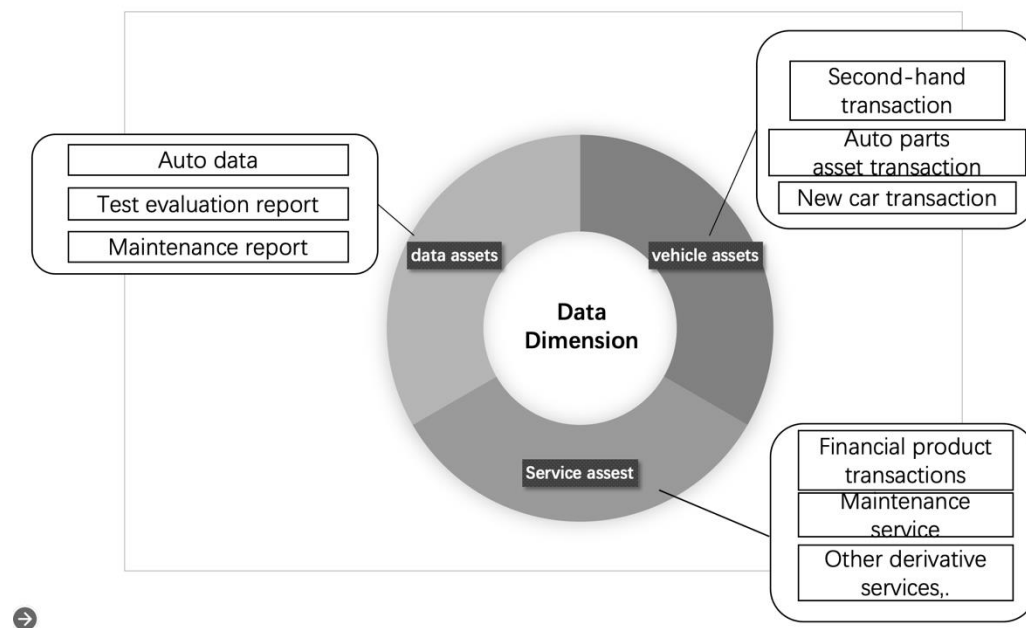 Second-hand
transaction
Auto parts
asset transaction
New car transaction
Auto data
Test evaluation report
Maintenance report
data assets
vehicle assets
Data
Dimension
Service assest
Financial product
transactions
Maintenance
service
Other derivative
services,.